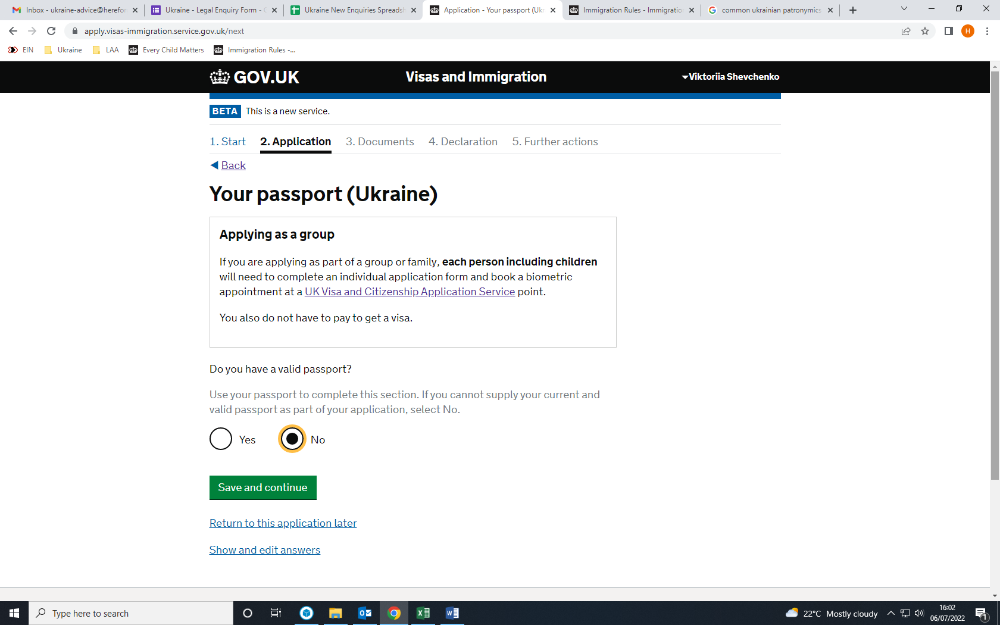 Inbox - ukraine-advice@herefor
Ukraine - Legal Enquiry Form -
Ukraine New Enquiries Spreadsh
Application - Your passport (Ukr
Immigration Rules - Immigratio
common ukrainian patronymics
apply.visas-immigration.service.gov.uk/next
H
EIN
Ukraine
LAA
Every Child Matters
Immigration Rules -...
GOV.UK
Visas and Immigration
Viktoriia Shevchenko
BETA This is a new service.
1. Start 2. Application 3. Documents 4. Declaration 5. Further actions
Back
Your passport (Ukraine)
Applying as a group
If you are applying as part of a group or family, each person including children
will need to complete an individual application form and book a biometric
appointment at a UK Visa and Citizenship Application Service point.
You also do not have to pay to get a visa.
Do you have a valid passport?
Use your passport to complete this section. If you cannot supply your current and
valid passport as part of your application, select No.
Yes No
Save and continue
Return to this application later
Show and edit answers
Type here to search
22°C Mostly cloudy
16:02
06/07/2022
1